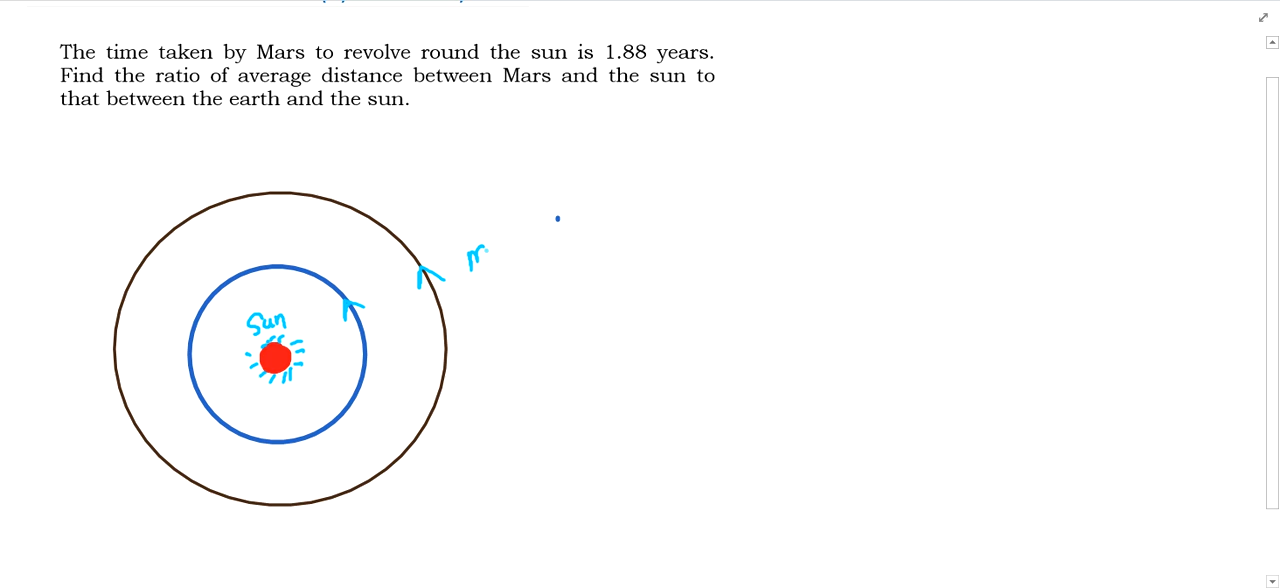 The time taken by Mars to revolve round the sun is 1.88 years.
Find the ratio of average distance between Mars and the sun to
that between the earth and the sun.
Sun